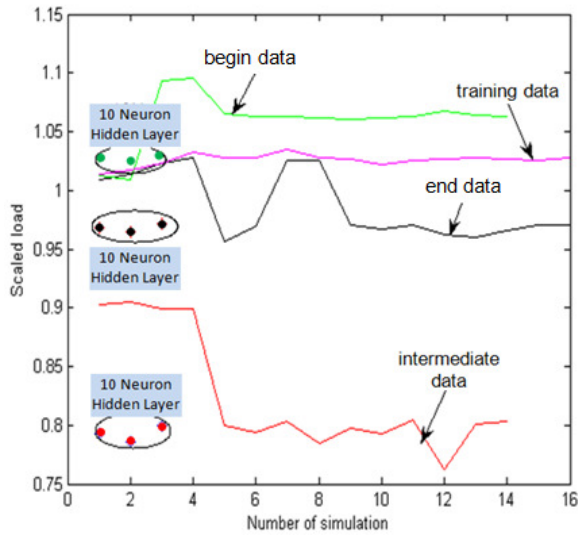 1.15
1.1
1.05
1
0.95
0.9
0.85
0.8
0.75
Scaled load
begin data
training data
10 Neuron
Hidden Layer
end data
10 Neuron
Hidden Layer
intermediate
data
10 Neuron
Hidden Layer
0 2 4 6 8 10 12 14 16
Number of simulation